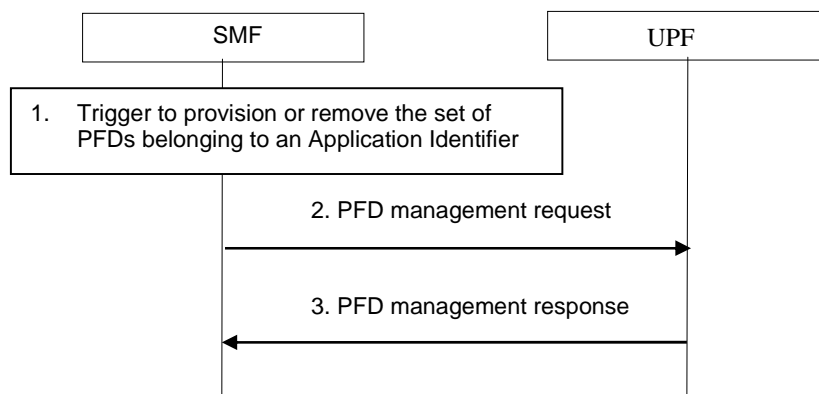 SMF
UPF
1. Trigger to provision or remove the set of
PFDs belonging to an Application Identifier
2. PFD management request
3. PFD management response